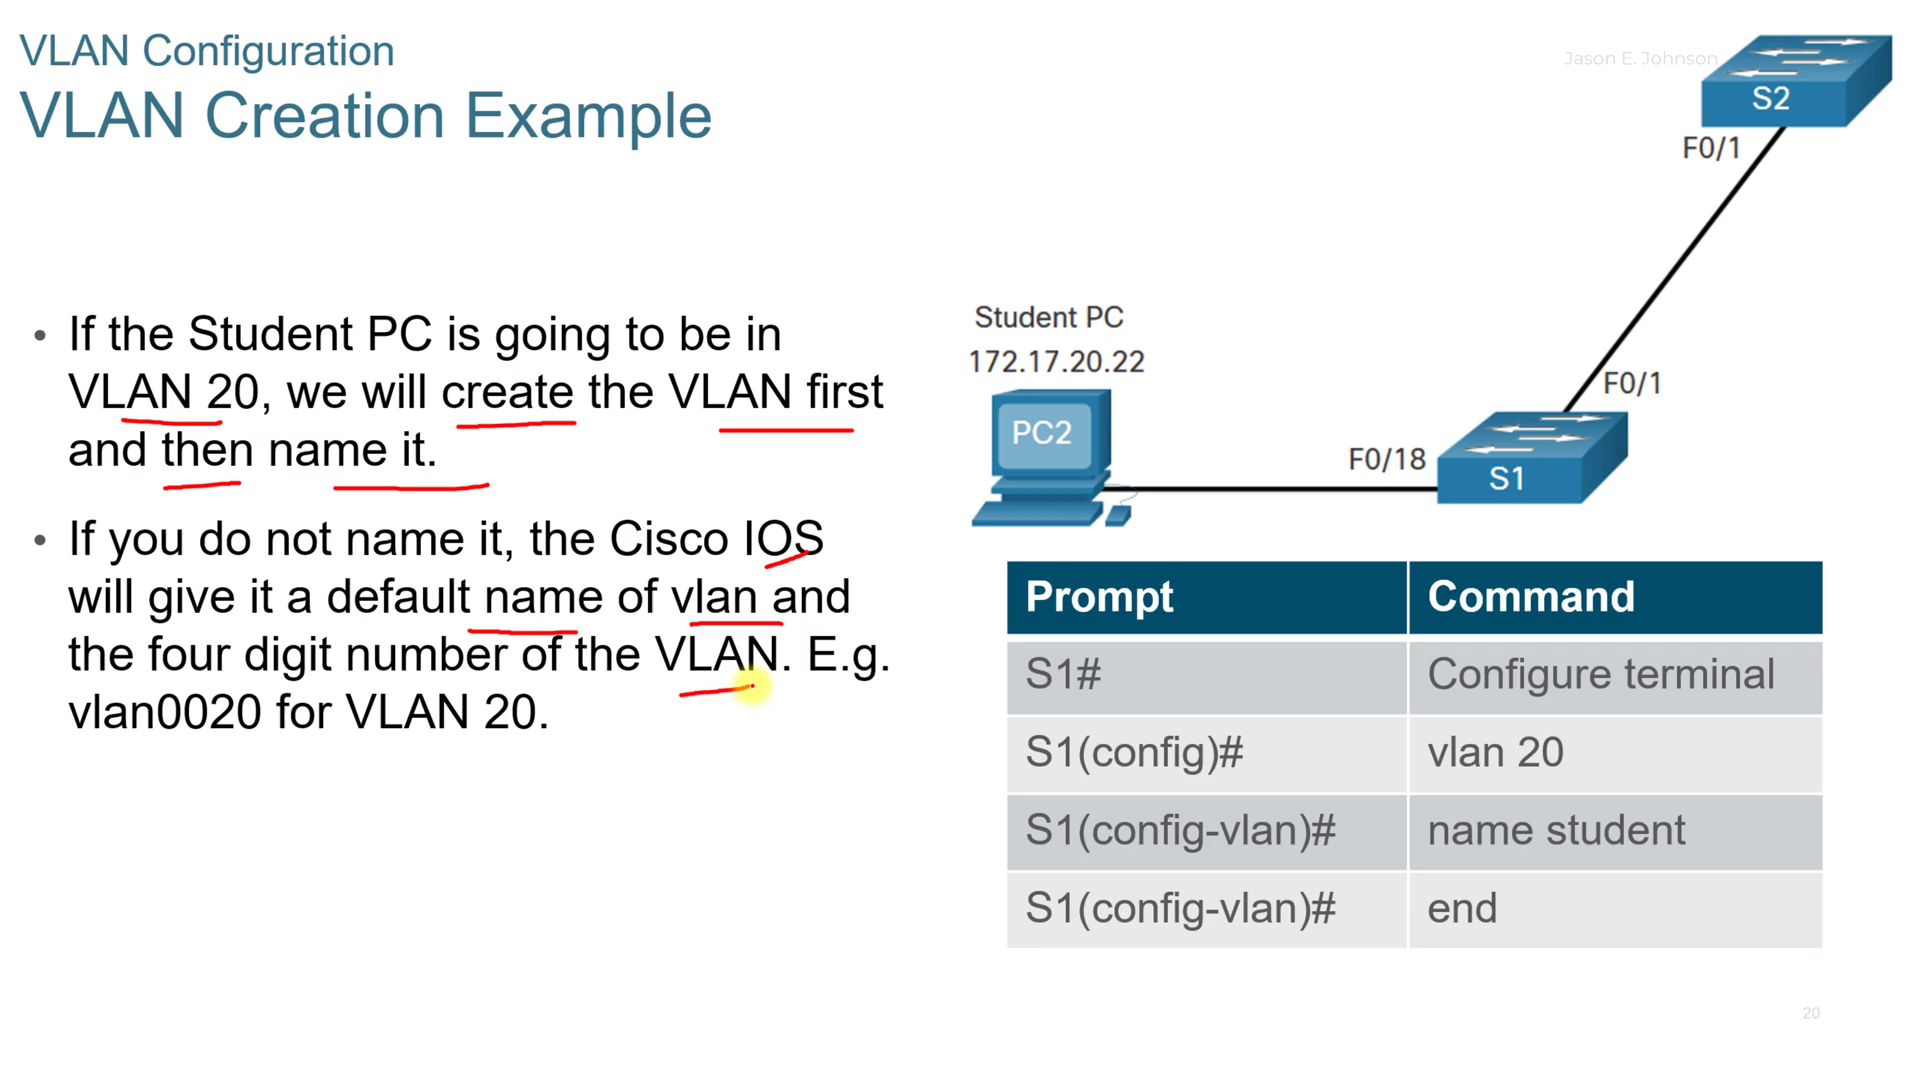 VLAN Configuration
VLAN Creation Example
Jason E. Johnson
S2
F0/1
• If the Student PC is going to be in
VLAN 20, we will create the VLAN first
and then name it.
• If you do not name it, the Cisco IOS
will give it a default name of vlan and
the four digit number of the VLAN. E.g.
vlan0020 for VLAN 20.
Student PC
172.17.20.22
PC2
F0/1
F0/18
S1
Prompt Command
S1# Configure terminal
S1(config)# vlan 20
S1(config-vlan)# name student
S1(config-vlan)# end
20